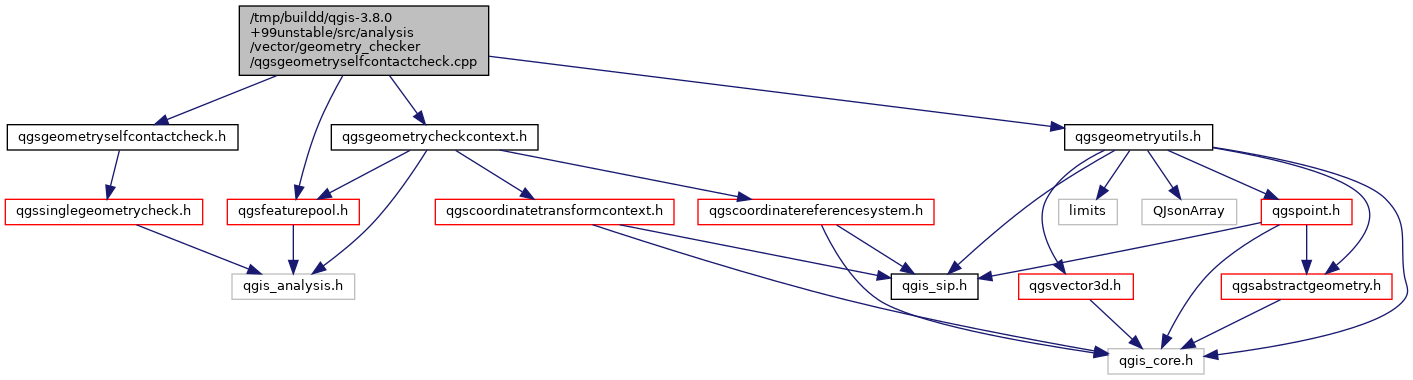 /tmp/buildd/qgis-3.8.0
+99unstable/src/analysis
/vector/geometry_checker
/qgsgeometryselfcontactcheck.cpp
qgsgeometryselfcontactcheck.h
qgsgeometrycheckcontext.h
qgsgeometryutils.h
qgssinglegeometrycheck.h
qgsfeaturepool.h
qgscoordinatetransformcontext.h
qgscoordinatereferencesystem.h
limits
QJsonArray
qgspoint.h
qgis_analysis.h
qgis_sip.h
qgsvector3d.h
qgsabstractgeometry.h
qgis_core.h